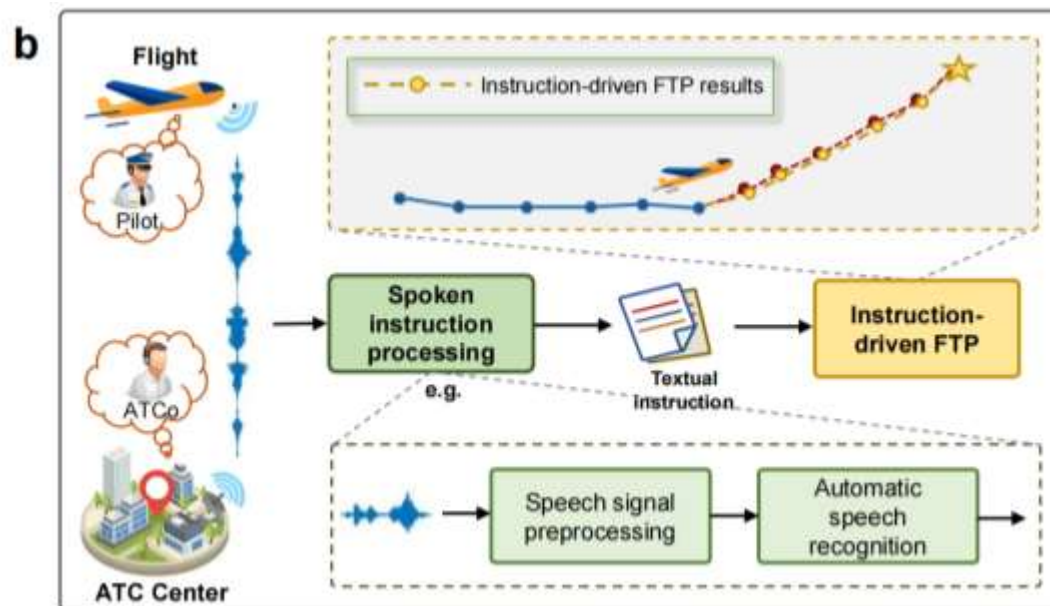 b
Flight
Pilot
ATCo
ATC Center
Instruction-driven FTP results
Spoken
instruction
processing
e.g.
Textual
instruction
Instruction-
driven FTP
Speech signal
preprocessing
Automatic
speech
recognition